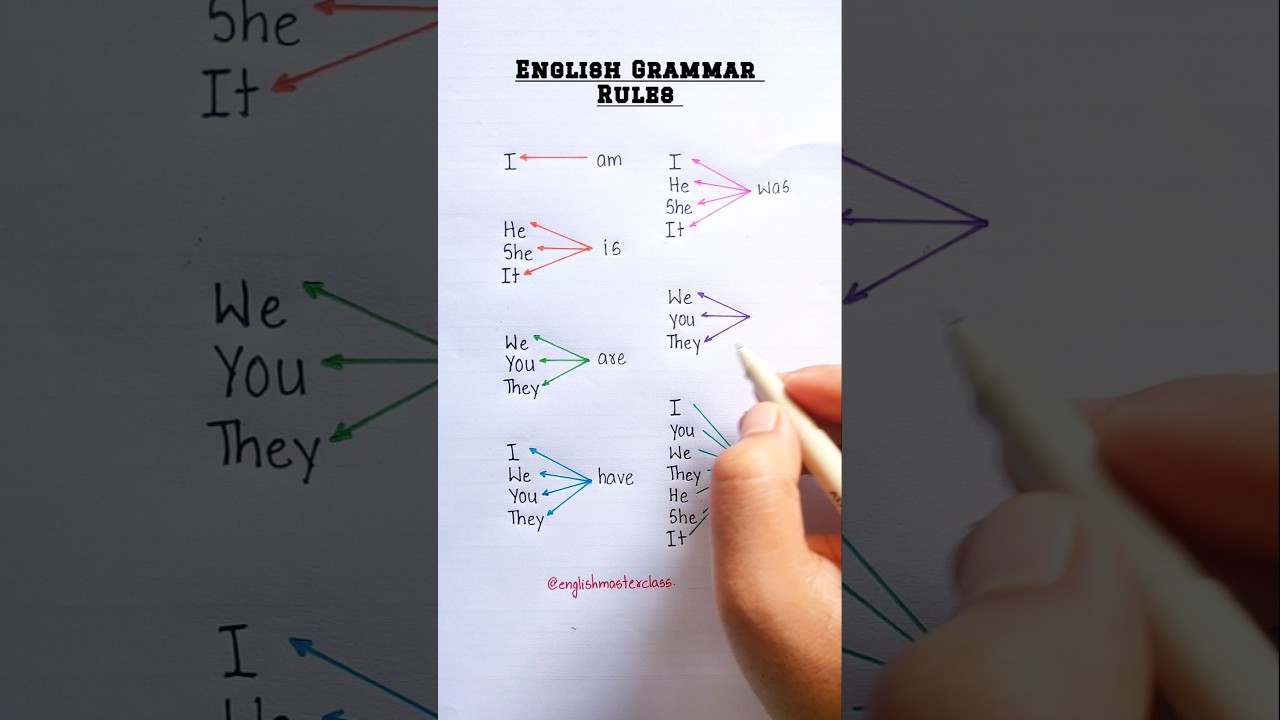 English Grammar
Rules
I am
He
She is
It
We
You are
They
I
We have
You
They
I
He was
She
It
We
you
They
I
you
We
They
He
She
It
@englishmasterclass.
She
It
We
You
They
I